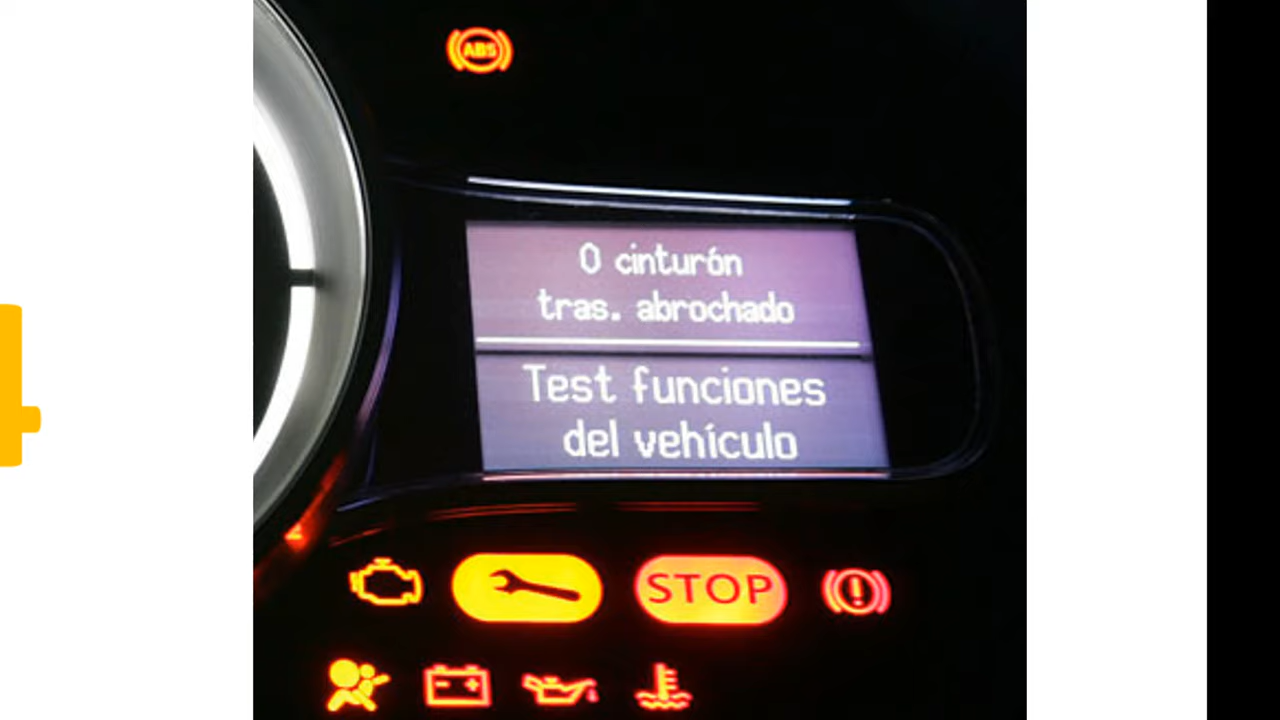 ABS
0 cinturón
tras. abrochado
Test funciones
del vehículo
STOP